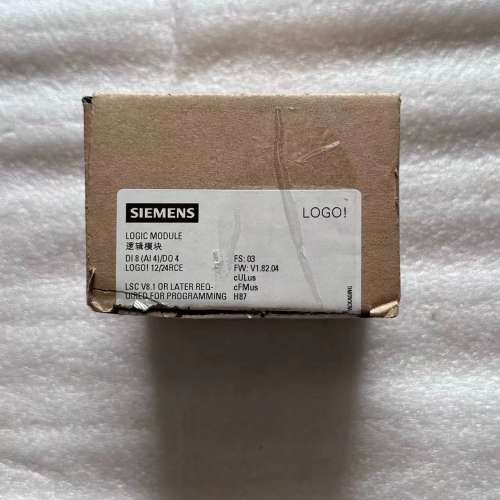 SIEMENS
LOGO!
LOGIC MODULE
逻辑模块
DI 8 (AI 4)/DO 4 FS: 03
LOGO! 12/24RCE FW: V1.82.04
cULus
LSC V8.1 OR LATER REQ- cFMus
UIRED FOR PROGRAMMING H87
PACKAGING